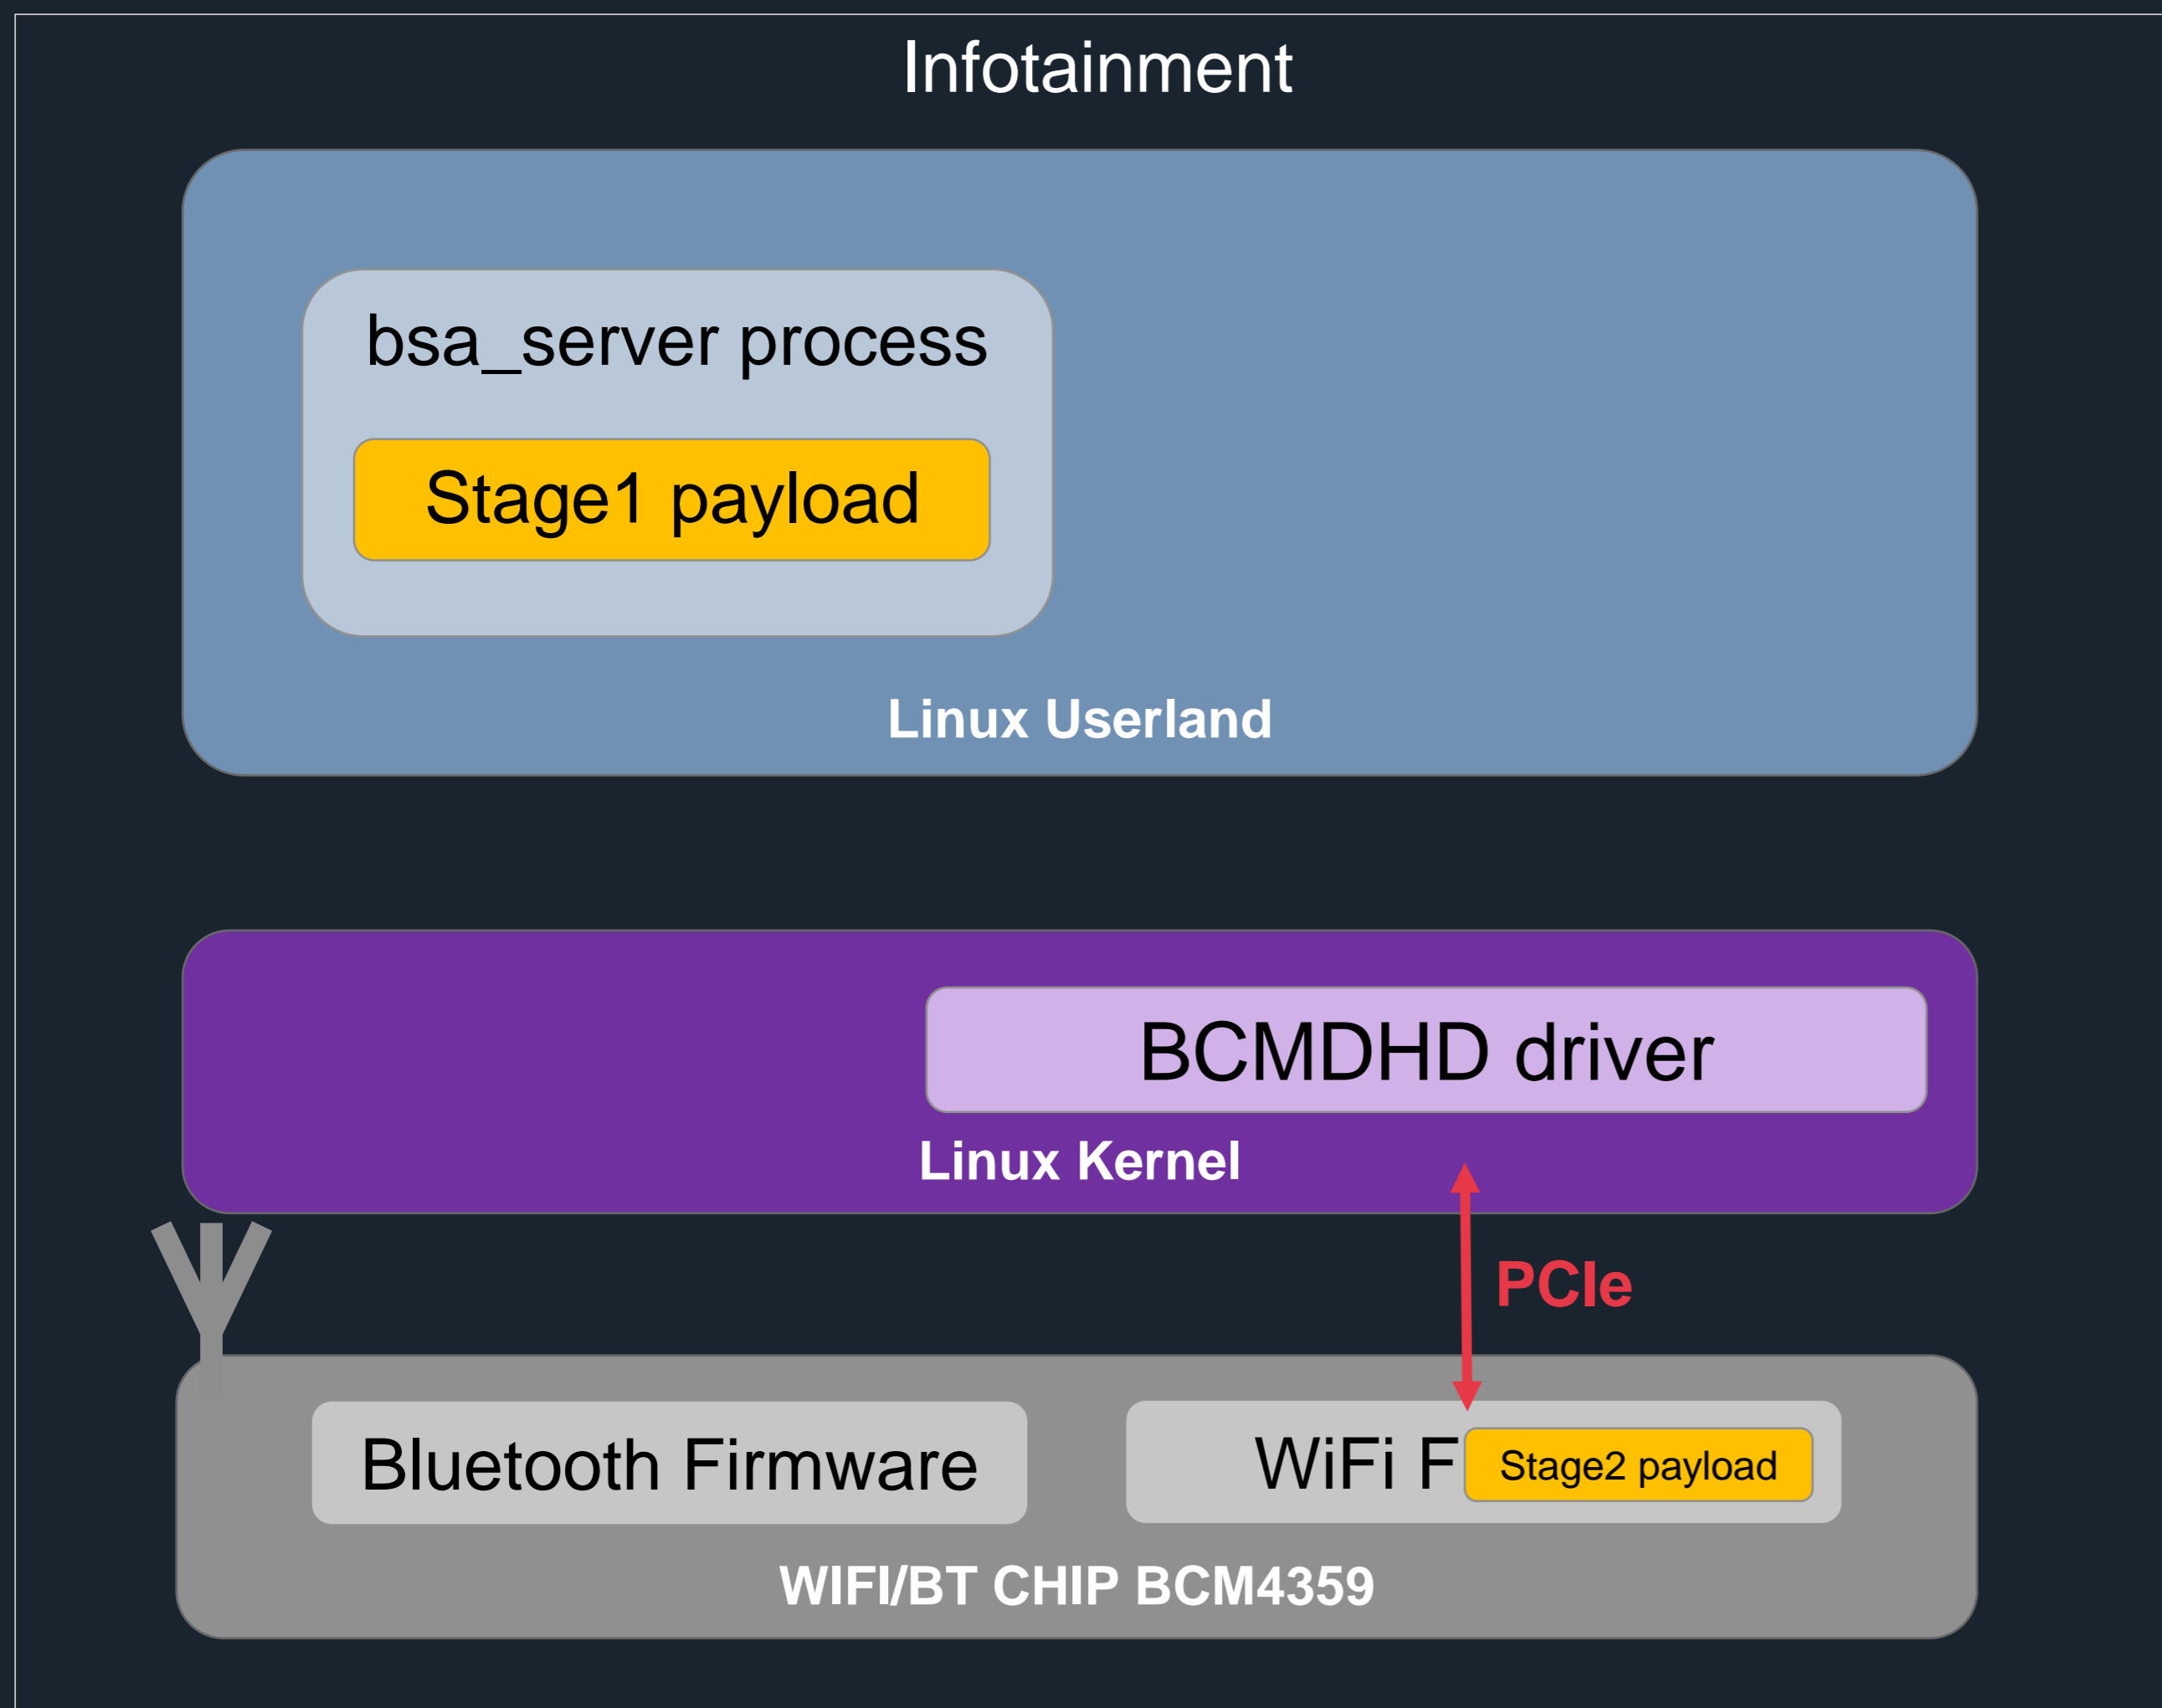 Infotainment
bsa_server process
Stage1 payload
Linux Userland
BCMDHD driver
Linux Kernel
PCIe
Bluetooth Firmware
WiFi F
Stage2 payload
WIFI/BT CHIP BCM4359